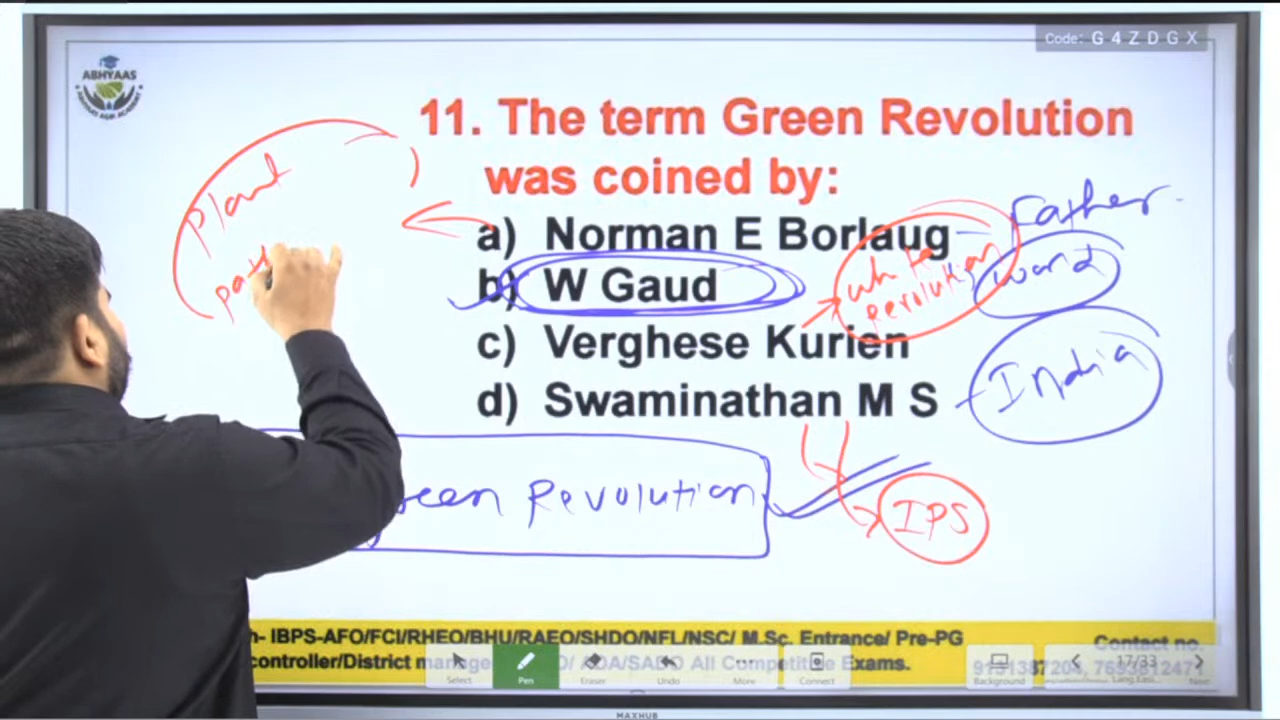 Code: G 4 Z D G X
ABHYAAS
11. The term Green Revolution
was coined by:
a) Norman E Borlaug
b) W Gaud
c) Verghese Kurien
d) Swaminathan M S
Father
World
India
white
Revolution
IPS
Plant
een Revolution
IBPS-AFO/FCI/RHEO/BHU/RAEO/SHDO/NFL/NSC/ M.Sc. Entrance/ Pre-PG
controller/District All Competitive Exams.
Contact no.
Select
Pen
Eraser
Undo
More
Connect
Background
17/33
MAXHUB